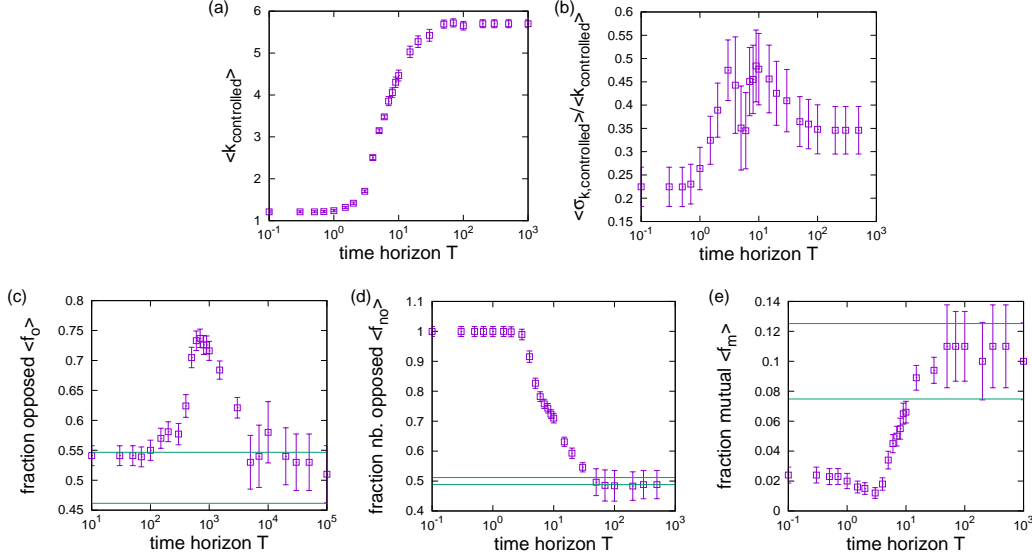 (a)
<k_controlled>
6
5
4
3
2
1
10^-1 10^0 10^1 10^2 10^3
time horizon T
(b)
<σ_k,controlled>/<k_controlled>
0.6
0.55
0.5
0.45
0.4
0.35
0.3
0.25
0.2
0.15
10^-1 10^0 10^1 10^2 10^3
time horizon T
(c)
fraction opposed <f_o>
0.8
0.75
0.7
0.65
0.6
0.55
0.5
0.45
10^1 10^2 10^3 10^4 10^5
time horizon T
(d)
fraction nb. opposed <f_no>
1.1
1
0.9
0.8
0.7
0.6
0.5
0.4
10^-1 10^0 10^1 10^2 10^3
time horizon T
(e)
fraction mutual <f_m>
0.14
0.12
0.1
0.08
0.06
0.04
0.02
0
10^-1 10^0 10^1 10^2 10^3
time horizon T